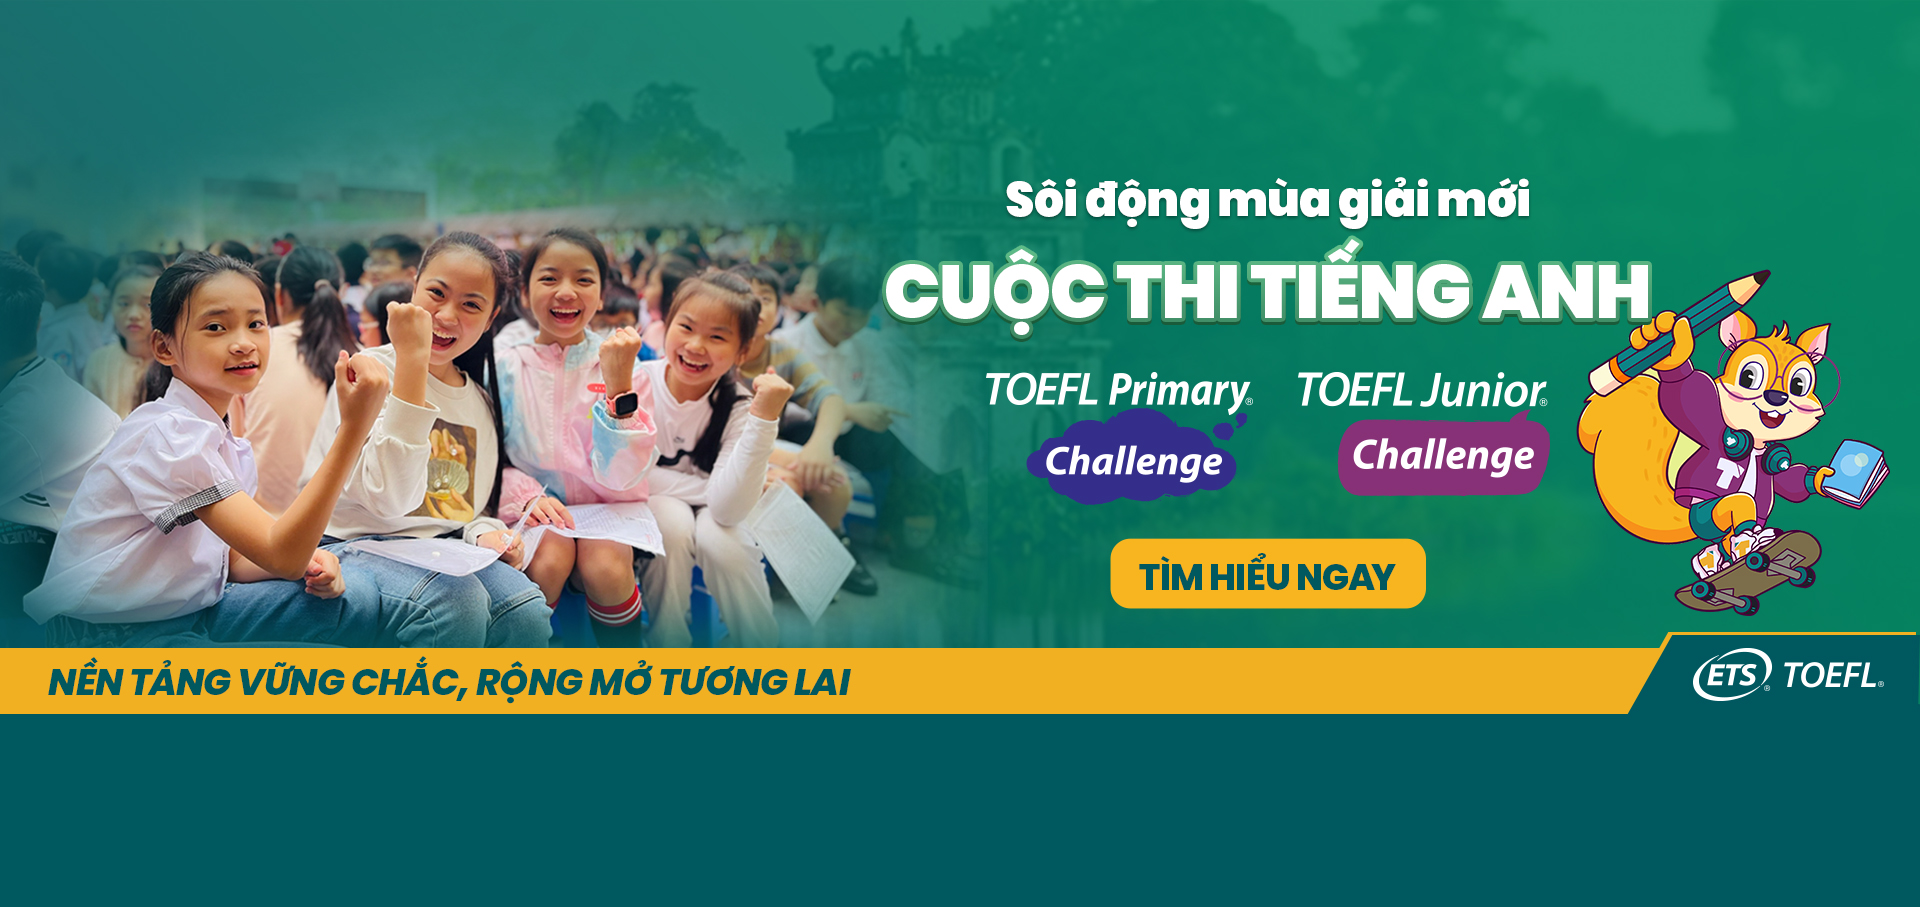 Sôi động mùa giải mới
CUỘC THI TIẾNG ANH
TOEFL Primary®
Challenge
TOEFL Junior®
Challenge
TÌM HIỂU NGAY
NỀN TẢNG VỮNG CHẮC, RỘNG MỞ TƯƠNG LAI
ETS® TOEFL®